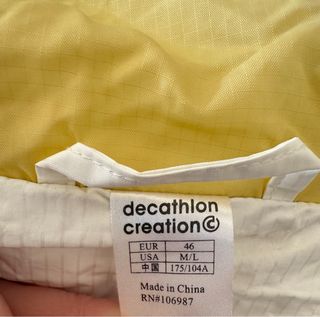 decathlon
creation©
EUR 46
USA M/L
中国 175/104A
Made in China
RN#106987